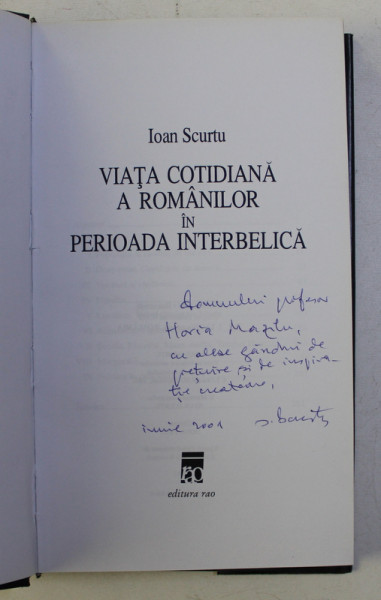 Ioan Scurtu
VIAŢA COTIDIANĂ
A ROMÂNILOR
ÎN
PERIOADA INTERBELICĂ
Domnului profesor
Horia Mazilu,
cu alese gânduri de
prețuire și de inspira-
ție creatoare,
iunie 2001
rao
editura rao